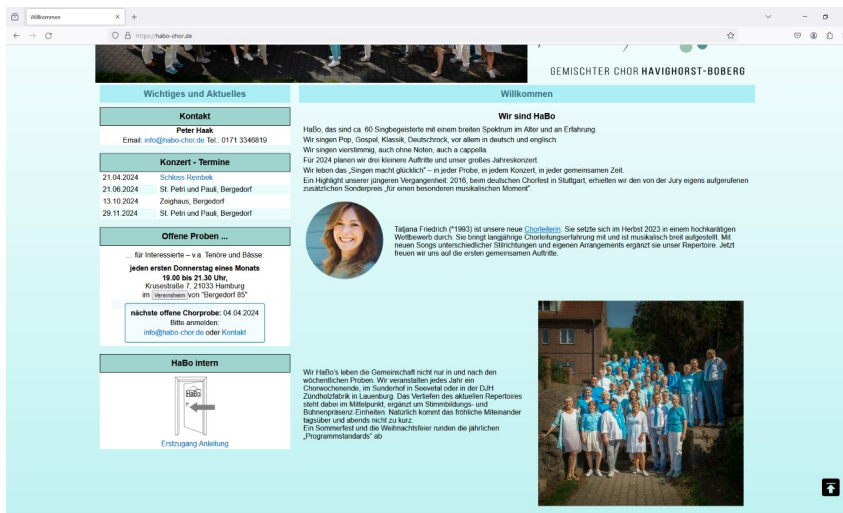 Willkommen
https://habo-chor.de
GEMISCHTER CHOR HAVIGHORST-BOBERG
Wichtiges und Aktuelles
Kontakt
Peter Haak
Email: info@habo-chor.de Tel.: 0171 3346819
Konzert - Termine
21.04.2024 Schloss Reinbek
21.06.2024 St. Petri und Pauli, Bergedorf
13.10.2024 Zeighaus, Bergedorf
29.11.2024 St. Petri und Pauli, Bergedorf
Offene Proben ...
… für Interessierte – v.a. Tenöre und Bässe:
jeden ersten Donnerstag eines Monats
19.00 bis 21.30 Uhr,
Krusestraße 7, 21033 Hamburg
im Vereinsheim von "Bergedorf 85"
nächste offene Chorprobe: 04.04.2024
Bitte anmelden:
info@habo-chor.de oder Kontakt
HaBo intern
HaBo
Erstzugang Anleitung
Willkommen
Wir sind HaBo
HaBo, das sind ca. 60 Singbegeisterte mit einem breiten Spektrum im Alter und an Erfahrung.
Wir singen Pop, Gospel, Klassik, Deutschrock, vor allem in deutsch und englisch.
Wir singen vierstimmig, auch ohne Noten, auch a cappella.
Für 2024 planen wir drei kleinere Auftritte und unser großes Jahreskonzert.
Wir leben das „Singen macht glücklich“ – in jeder Probe, in jedem Konzert, in jeder gemeinsamen Zeit.
Ein Highlight unserer jüngeren Vergangenheit: 2016, beim deutschen Chorfest in Stuttgart, erhielten wir den von der Jury eigens aufgerufenen
zusätzlichen Sonderpreis „für einen besonderen musikalischen Moment“.
Tatjana Friedrich (*1993) ist unsere neue Chorleiterin. Sie setzte sich im Herbst 2023 in einem hochkarätigen
Wettbewerb durch. Sie bringt langjährige Chorleitungserfahrung mit und ist musikalisch breit aufgestellt. Mit
neuen Songs unterschiedlicher Stilrichtungen und eigenen Arrangements ergänzt sie unser Repertoire. Jetzt
freuen wir uns auf die ersten gemeinsamen Auftritte.
Wir HaBo's leben die Gemeinschaft nicht nur in und nach den
wöchentlichen Proben. Wir veranstalten jedes Jahr ein
Chorwochenende, im Sunderhof in Seevetal oder in der DJH
Zündholzfabrik in Lauenburg. Das Vertiefen des aktuellen Repertoires
steht dabei im Mittelpunkt, ergänzt um Stimmbildungs- und
Bühnenpräsenz-Einheiten. Natürlich kommt das fröhliche Miteinander
tagsüber und abends nicht zu kurz.
Ein Sommerfest und die Weihnachtsfeier runden die jährlichen
„Programmstandards“ ab